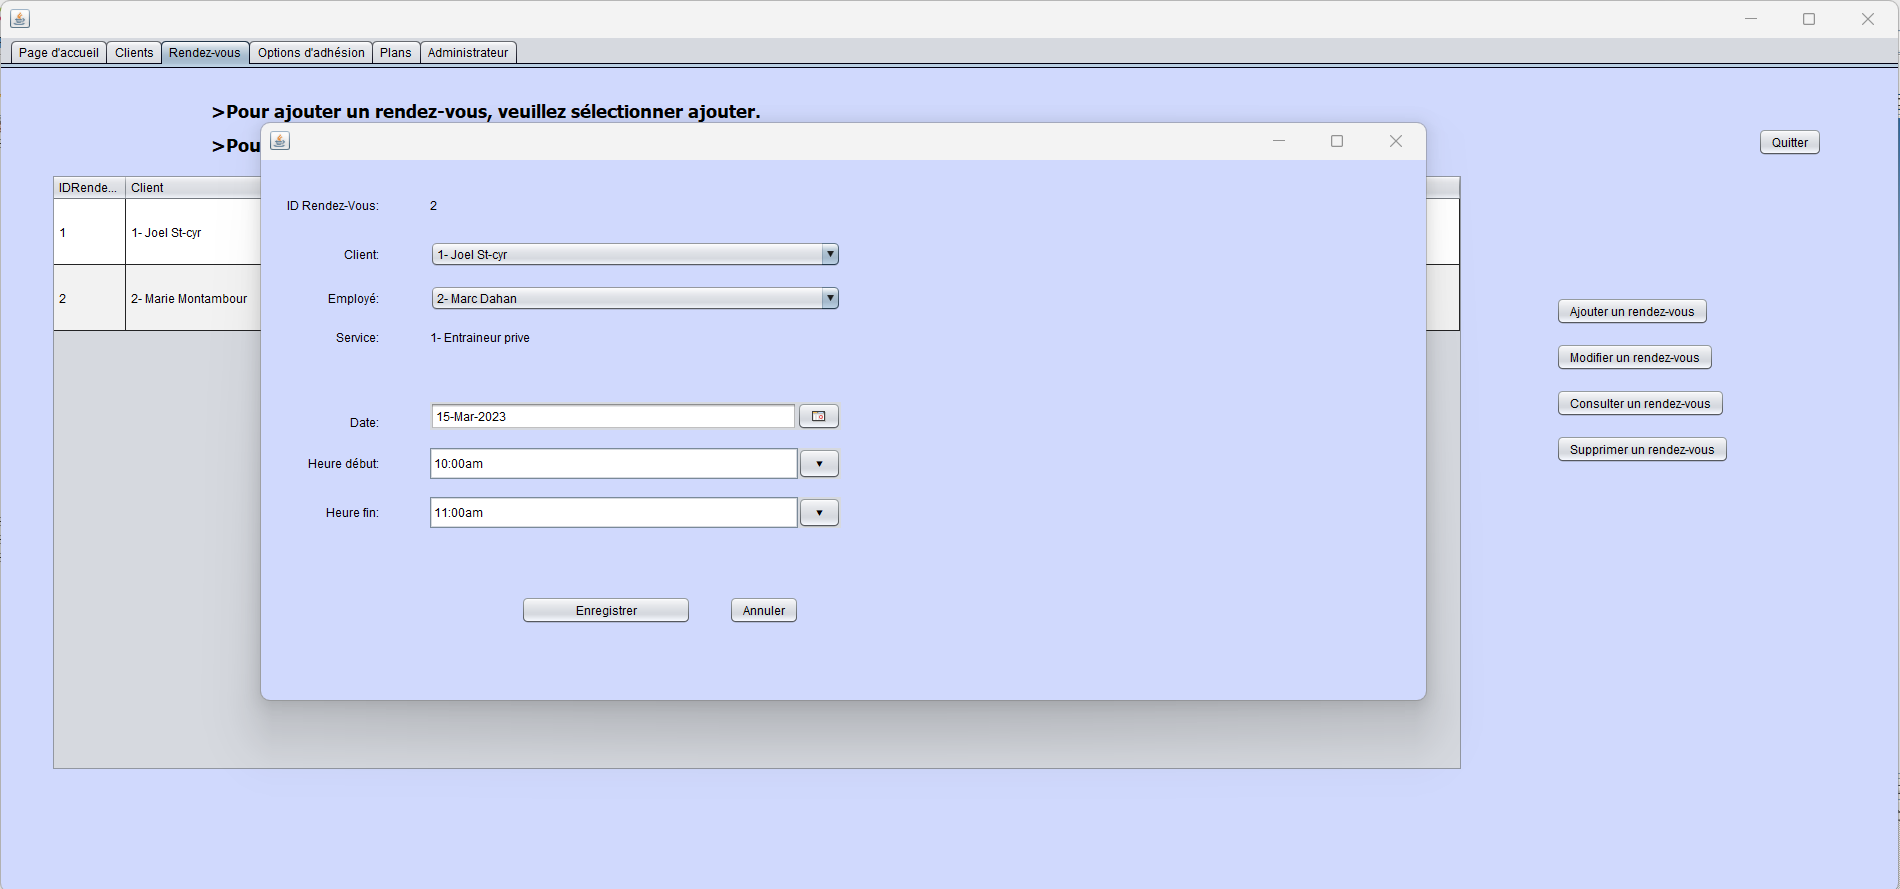 Page d'accueil Clients Rendez-vous Options d'adhésion Plans Administrateur
>Pour ajouter un rendez-vous, veuillez sélectionner ajouter.
>Pou
Quitter
IDRende... Client
1 1- Joel St-cyr
2 2- Marie Montambour
ID Rendez-Vous: 2
Client: 1- Joel St-cyr
Employé: 2- Marc Dahan
Service: 1- Entraineur prive
Date: 15-Mar-2023
Heure début: 10:00am
Heure fin: 11:00am
Enregistrer Annuler
Ajouter un rendez-vous
Modifier un rendez-vous
Consulter un rendez-vous
Supprimer un rendez-vous